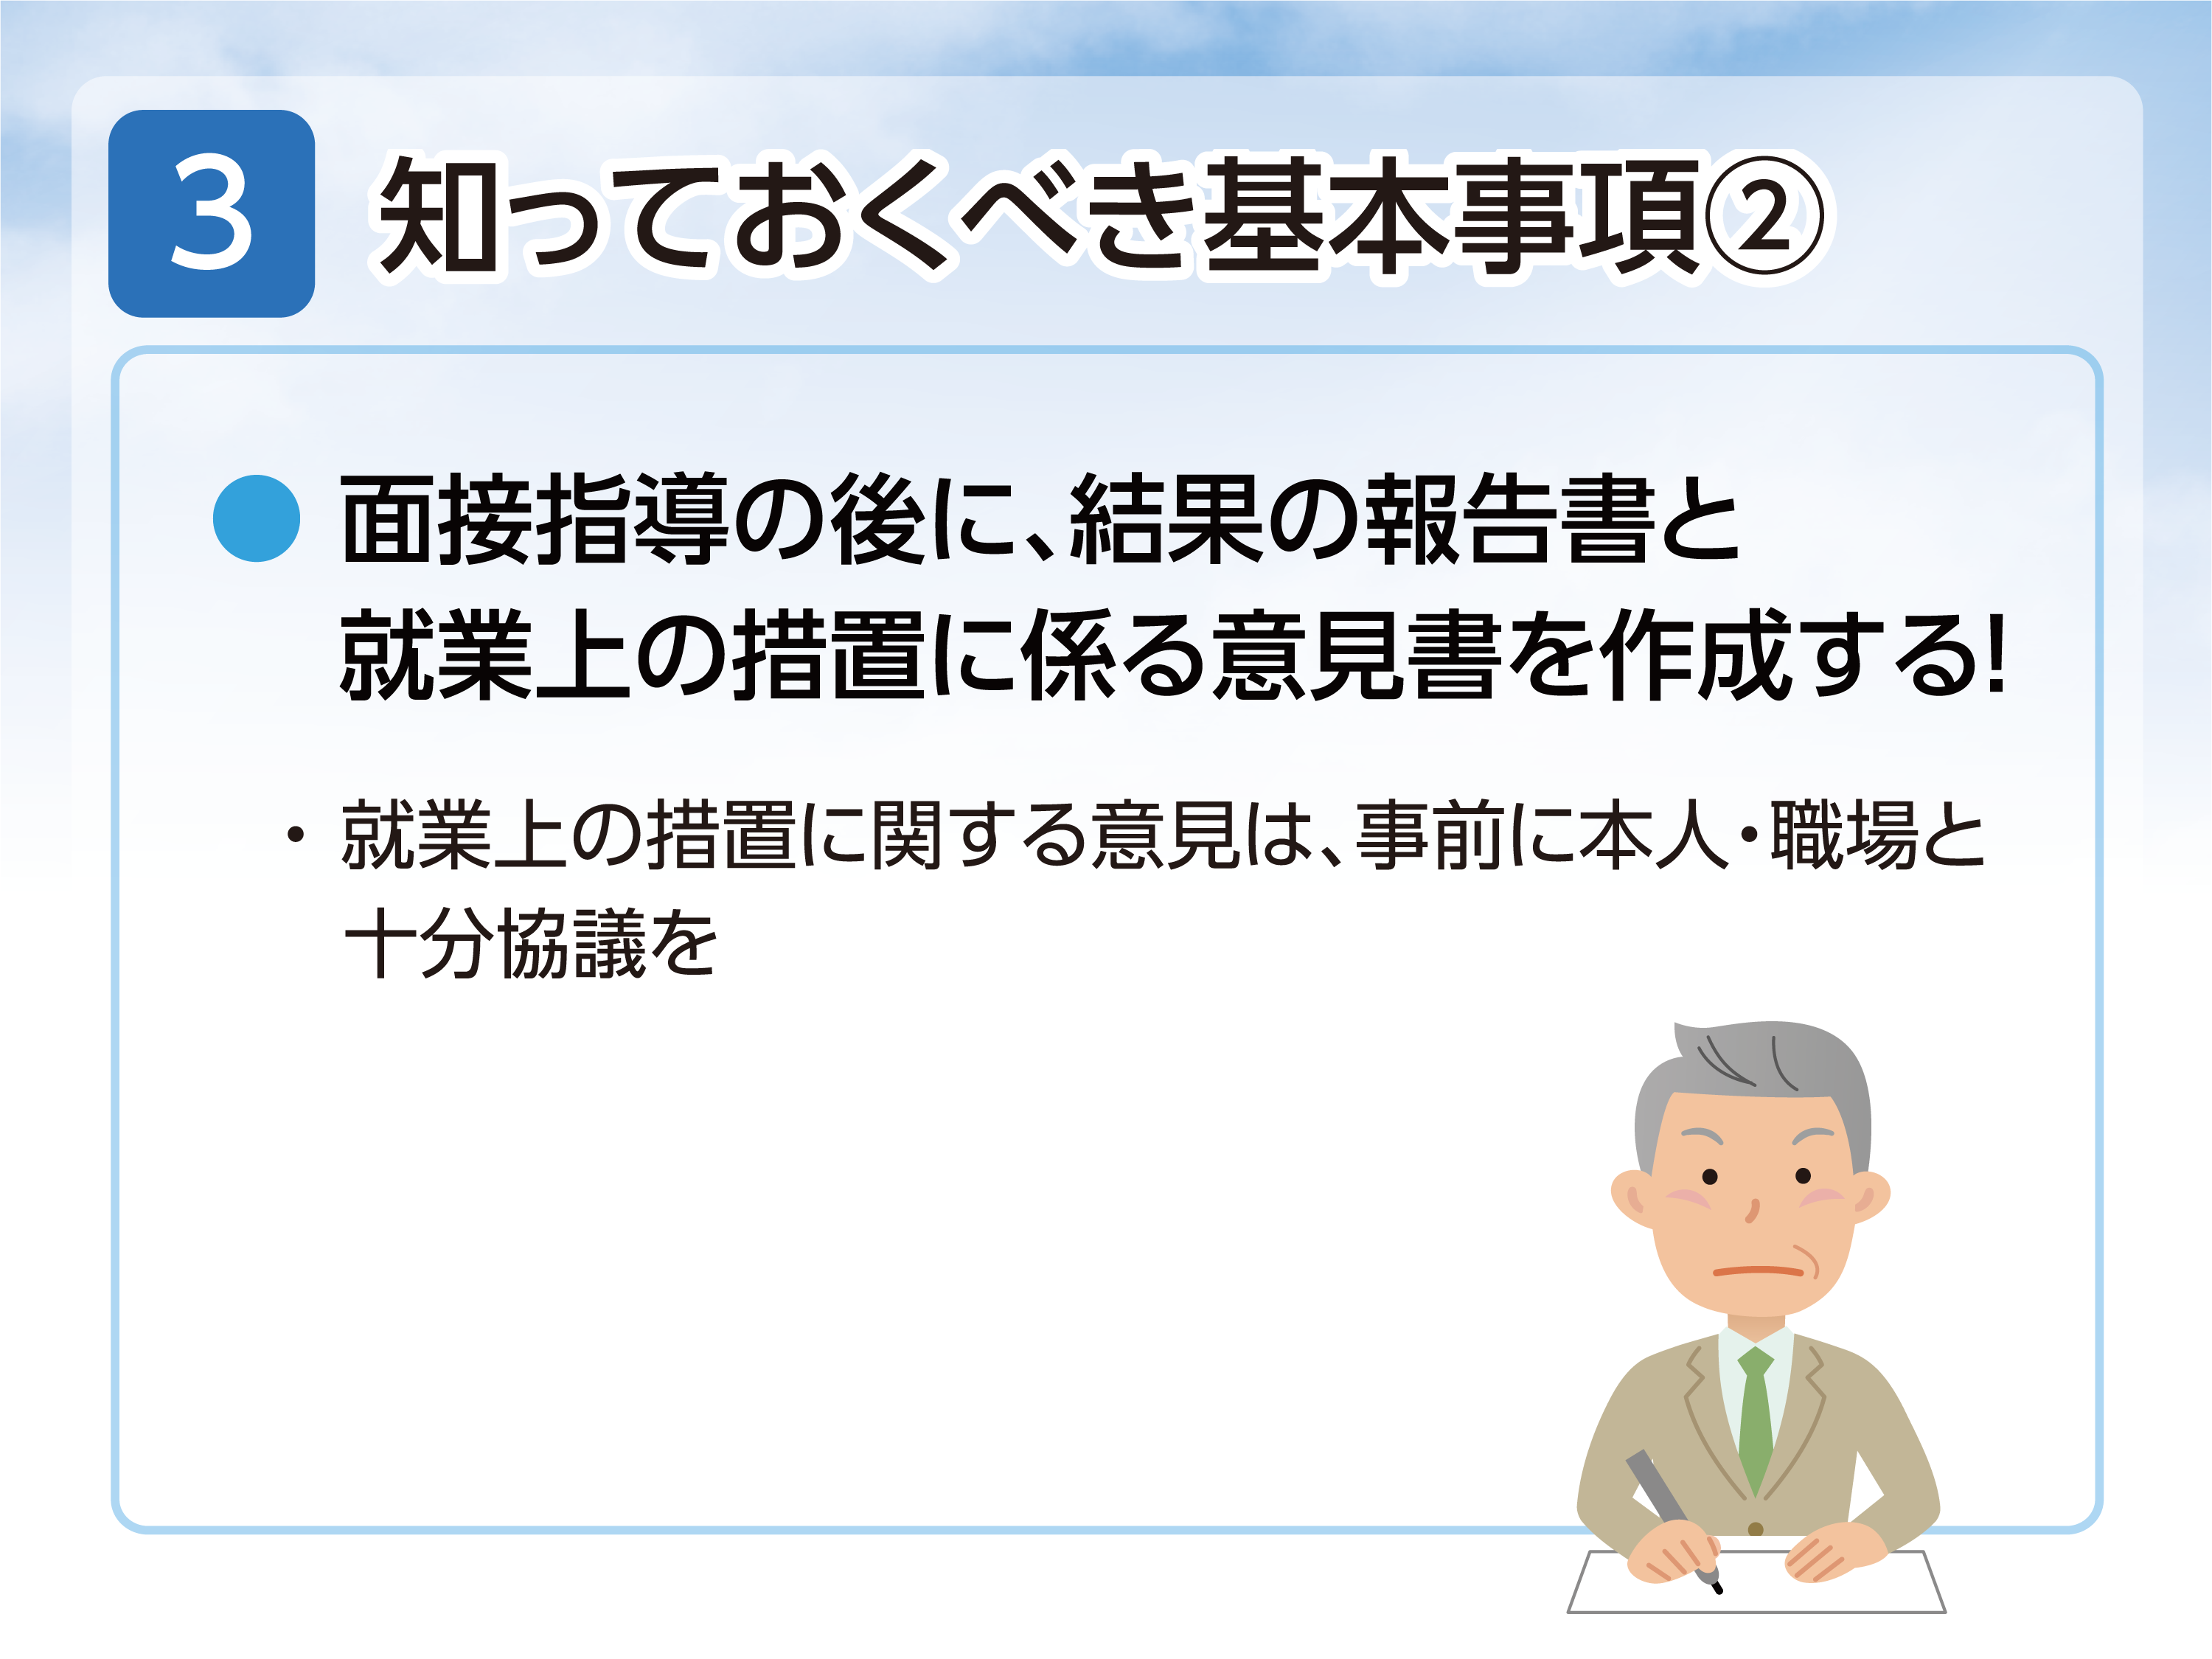 3 知っておくべき基本事項②
● 面接指導の後に、結果の報告書と
就業上の措置に係る意見書を作成する!
・就業上の措置に関する意見は、事前に本人・職場と
十分協議を